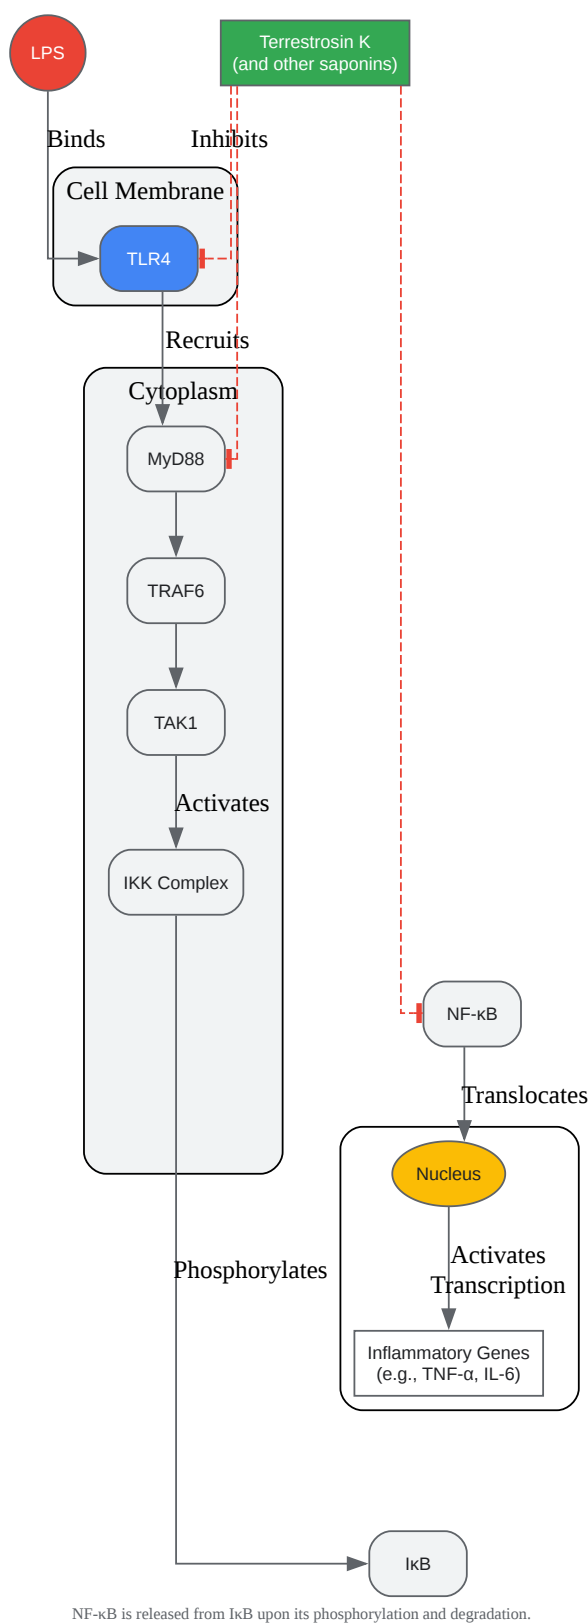 LPS
Terrestrosin K
(and other saponins)
Binds
Inhibits
Cell Membrane
TLR4
Recruits
Cytoplasm
MyD88
TRAF6
TAK1
Activates
IKK Complex
NF-κB
Translocates
Nucleus
Phosphorylates
Activates
Transcription
Inflammatory Genes
(e.g., TNF-α, IL-6)
IκB
NF-κB is released from IκB upon its phosphorylation and degradation.